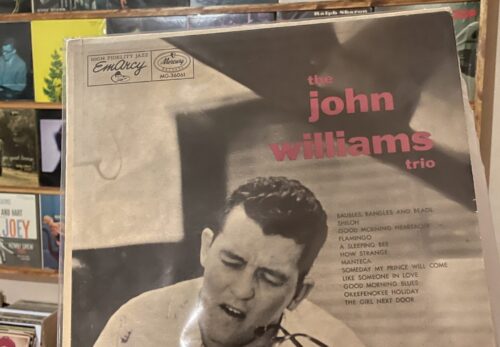 Ralph Sharon
HIGH FIDELITY JAZZ
EmArcy
Mercury
MG-36061
the
john
williams
trio
BAUBLES, BANGLES AND BEADS
SHILOH
GOOD MORNING HEARTACHE
FLAMINGO
A SLEEPING BEE
HOW STRANGE
MANTECA
SOMEDAY MY PRINCE WILL COME
LIKE SOMEONE IN LOVE
GOOD MORNING BLUES
OKEEFENOKEE HOLIDAY
THE GIRL NEXT DOOR
AND HART
JOEY